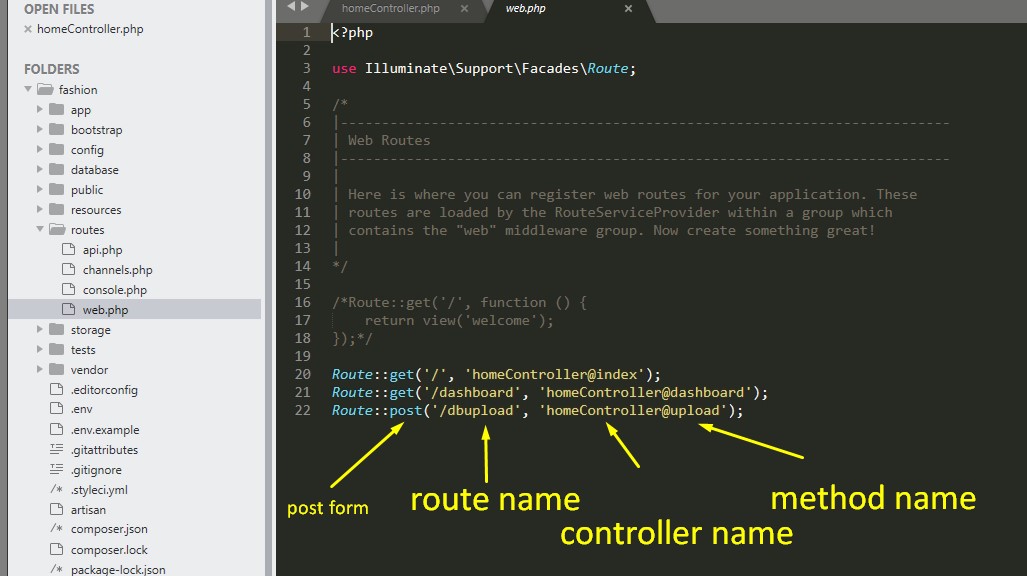 OPEN FILES
× homeController.php
FOLDERS
fashion
app
bootstrap
config
database
public
resources
routes
api.php
channels.php
console.php
web.php
storage
tests
vendor
.editorconfig
.env
.env.example
.gitattributes
.gitignore
/* .styleci.yml
artisan
/* composer.json
composer.lock
/* package-lock.json
homeController.php ×
web.php ×
1 <?php
2
3 use Illuminate\Support\Facades\Route;
4
5 /*
6 |--------------------------------------------------------------------------
7 | Web Routes
8 |--------------------------------------------------------------------------
9 |
10 | Here is where you can register web routes for your application. These
11 | routes are loaded by the RouteServiceProvider within a group which
12 | contains the "web" middleware group. Now create something great!
13 |
14 */
15
16 /*Route::get('/', function () {
17     return view('welcome');
18 });*/
19
20 Route::get('/', 'homeController@index');
21 Route::get('/dashboard', 'homeController@dashboard');
22 Route::post('/dbupload', 'homeController@upload');
post form
route name
controller name
method name